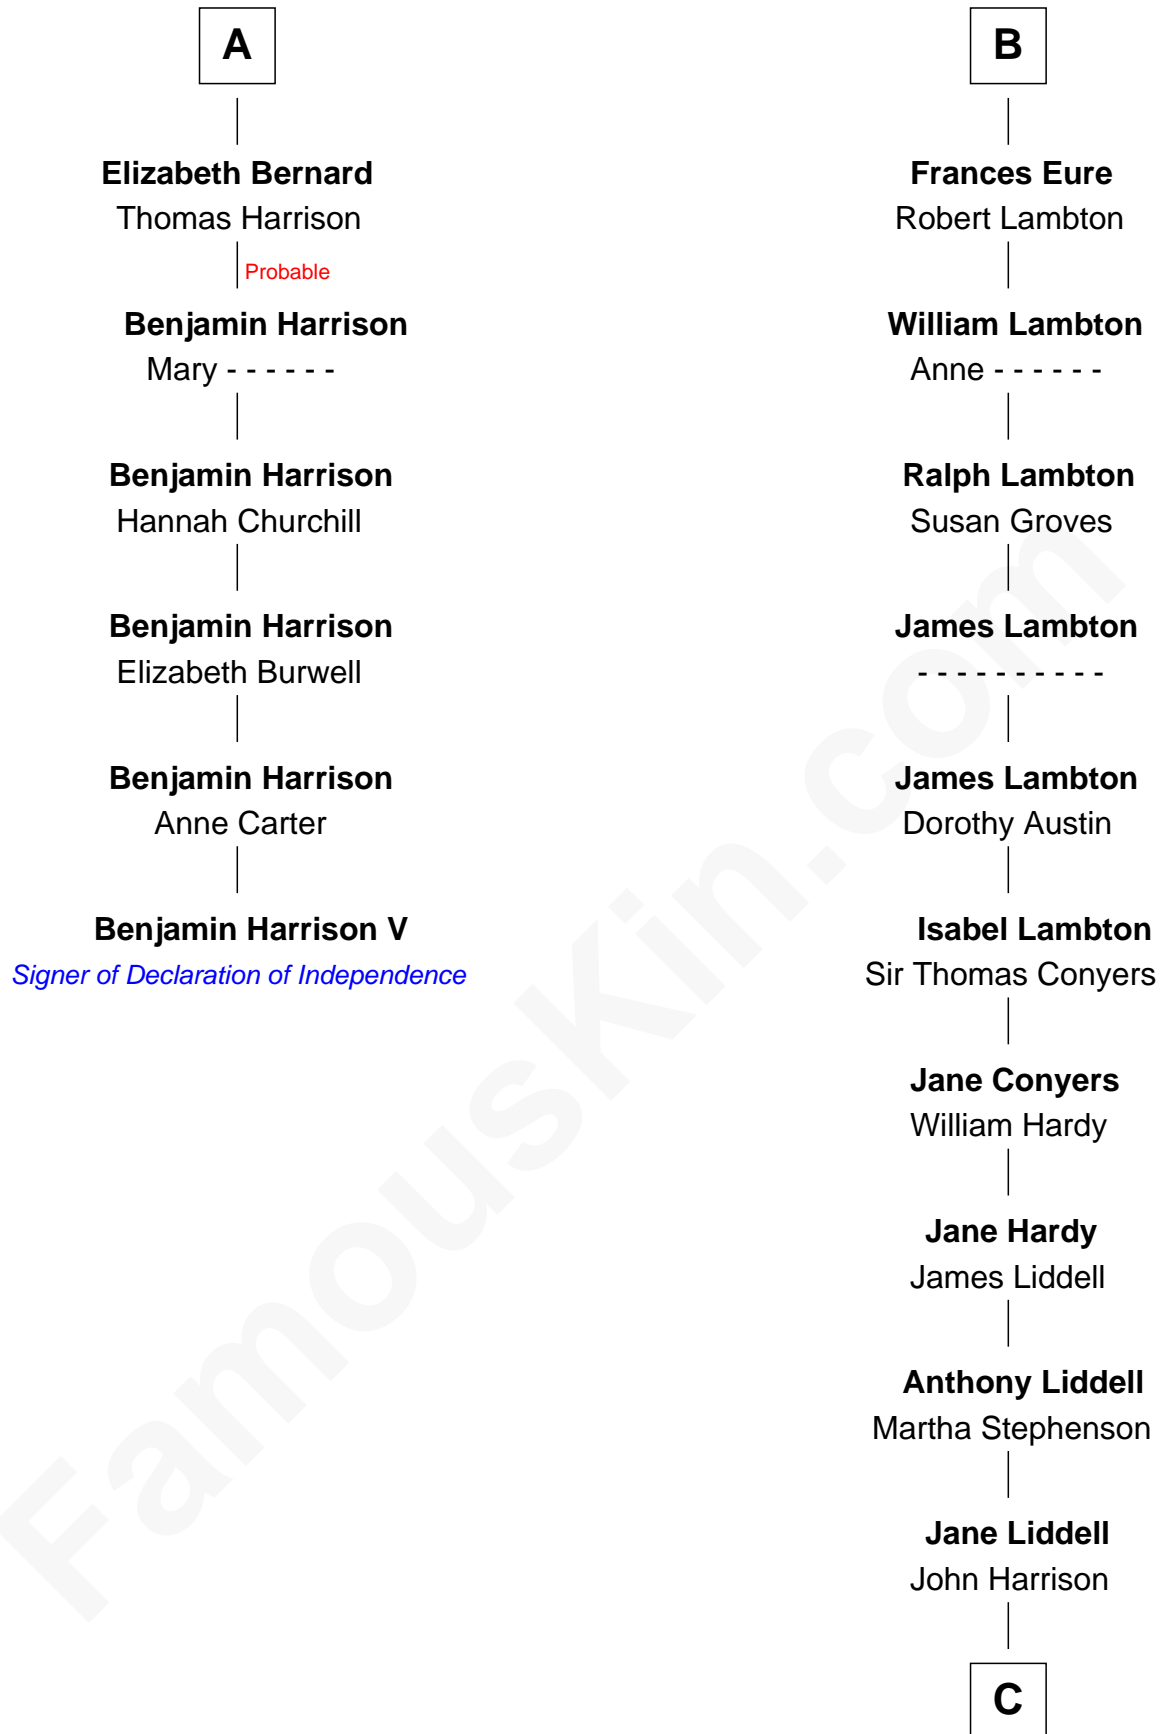 A
Elizabeth Bernard
Thomas Harrison
Probable
Benjamin Harrison
Mary - - - - - -
Benjamin Harrison
Hannah Churchill
Benjamin Harrison
Elizabeth Burwell
Benjamin Harrison
Anne Carter
Benjamin Harrison V
Signer of Declaration of Independence
B
Frances Eure
Robert Lambton
William Lambton
Anne - - - - - -
Ralph Lambton
Susan Groves
James Lambton
- - - - - - - - - -
James Lambton
Dorothy Austin
Isabel Lambton
Sir Thomas Conyers
Jane Conyers
William Hardy
Jane Hardy
James Liddell
Anthony Liddell
Martha Stephenson
Jane Liddell
John Harrison
C
FamousKin.com